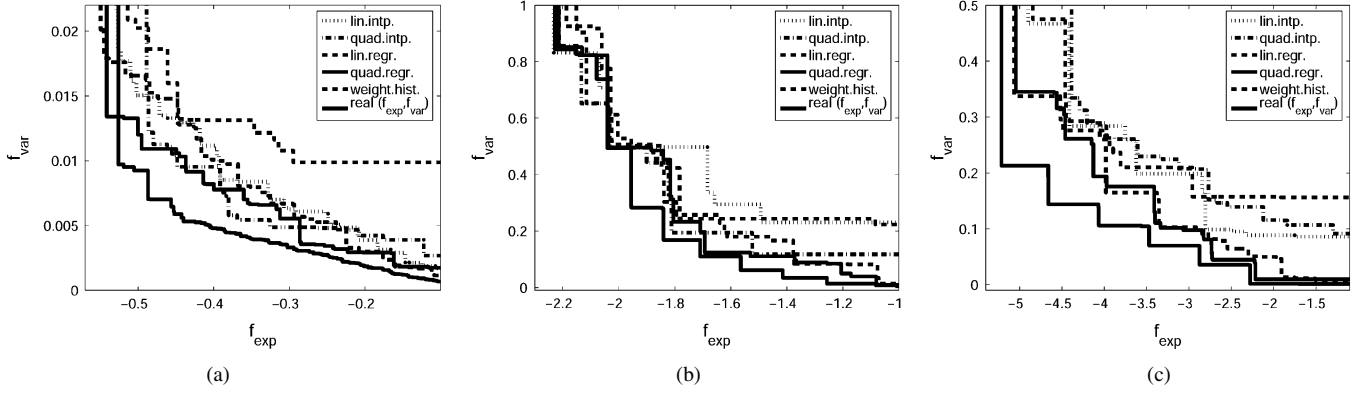 0.02
0.015
0.01
0.005
0
f_var
-0.5
-0.4
-0.3
-0.2
f_exp
lin.intp.
quad.intp.
lin.regr.
quad.regr.
weight.hist.
real (f_exp,f_var)
(a)
1
0.8
0.6
0.4
0.2
0
f_var
-2.2
-2
-1.8
-1.6
-1.4
-1.2
-1
f_exp
lin.intp.
quad.intp.
lin.regr.
quad.regr.
weight.hist.
real (f_exp,f_var)
(b)
0.5
0.4
0.3
0.2
0.1
0
f_var
-5
-4.5
-4
-3.5
-3
-2.5
-2
-1.5
f_exp
lin.intp.
quad.intp.
lin.regr.
quad.regr.
weight.hist.
real (f_exp,f_var)
(c)